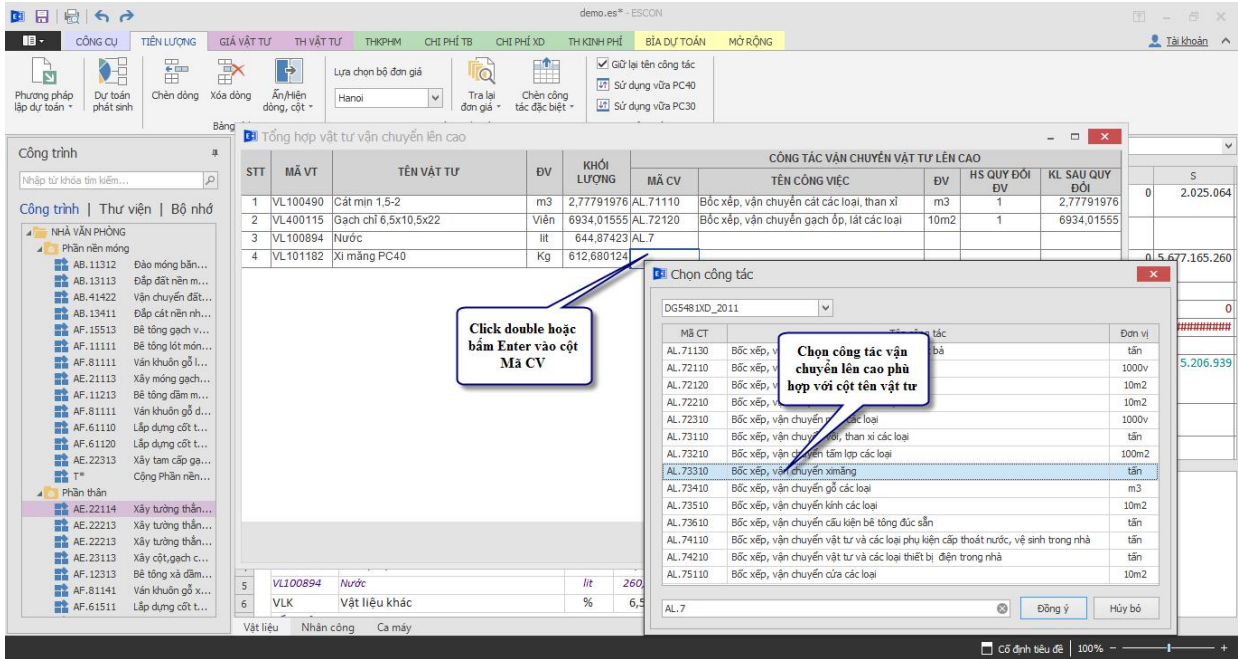 demo.es* - ESCON
CÔNG CỤ TIÊN LƯỢNG GIÁ VẬT TƯ TH VẬT TƯ THKPHM CHI PHÍ TB CHI PHÍ XD TH KINH PHÍ BÌA DỰ TOÁN MỞ RỘNG Tài khoản
Phương pháp lập dự toán
Dự toán phát sinh
Chèn dòng
Xóa dòng
Ẩn/Hiện dòng, cột
Lựa chọn bộ đơn giá
Hanoi
Tra lại đơn giá
Chèn công tác đặc biệt
Giữ lại tên công tác
Sử dụng vữa PC40
Sử dụng vữa PC30
Bảng
Công trình
Nhập từ khóa tìm kiếm...
Công trình | Thư viện | Bộ nhớ
NHÀ VĂN PHÒNG
Phần nền móng
AB.11312 Đào móng băn...
AB.13113 Đắp đất nền m...
AB.41422 Vận chuyển đất...
AB.13411 Đắp cát nền nh...
AF.15513 Bê tông gạch v...
AF.11111 Bê tông lót món...
AF.81111 Ván khuôn gỗ l...
AE.21113 Xây móng gạch...
AF.11213 Bê tông dầm m...
AF.81111 Ván khuôn gỗ d...
AF.61110 Lắp dựng cốt t...
AF.61120 Lắp dựng cốt t...
AE.22313 Xây tam cấp gạ...
T* Cộng Phần nền...
Phần thân
AE.22114 Xây tường thẳn...
AE.22213 Xây tường thẳn...
AE.22213 Xây tường thẳn...
AE.23113 Xây cột,gạch c...
AF.12313 Bê tông xà dầm...
AF.81141 Ván khuôn gỗ x...
AF.61511 Lắp dựng cốt t...
Tổng hợp vật tư vận chuyển lên cao
STT MÃ VT TÊN VẬT TƯ ĐV KHỐI LƯỢNG CÔNG TÁC VẬN CHUYỂN VẬT TƯ LÊN CAO
MÃ CV TÊN CÔNG VIỆC ĐV HS QUY ĐỔI ĐV KL SAU QUY ĐỔI
1 VL100490 Cát mịn 1,5-2 m3 2,77791976 AL.71110 Bốc xếp, vận chuyển cát các loại, than xỉ m3 1 2,77791976
2 VL400115 Gạch chỉ 6,5x10,5x22 Viên 6934,01555 AL.72120 Bốc xếp, vận chuyển gạch ốp, lát các loại 10m2 1 6934,01555
3 VL100894 Nước lit 644,87423 AL.7
4 VL101182 Xi măng PC40 Kg 612,680124
S
0 2.025.064
0 5.677.165.260
0
##########
5.206.939
Click double hoặc
bấm Enter vào cột
Mã CV
Chọn công tác
DG5481XD_2011
Mã CT Tên công tác Đơn vị
AL.71130 tấn
AL.72110 1000v
AL.72120 10m2
AL.72210 10m2
AL.72310 Bốc xếp, vận chuyển các loại 1000v
AL.73110 Bốc xếp, vận chuyển vôi, than xỉ các loại tấn
AL.73210 Bốc xếp, vận chuyển tấm lợp các loại 100m2
AL.73310 Bốc xếp, vận chuyển ximăng tấn
AL.73410 Bốc xếp, vận chuyển gỗ các loại m3
AL.73510 Bốc xếp, vận chuyển kính các loại 10m2
AL.73610 Bốc xếp, vận chuyển cấu kiện bê tông đúc sẵn tấn
AL.74110 Bốc xếp, vận chuyển vật tư và các loại phụ kiện cấp thoát nước, vệ sinh trong nhà tấn
AL.74210 Bốc xếp, vận chuyển vật tư và các loại thiết bị điện trong nhà tấn
AL.75110 Bốc xếp, vận chuyển cửa các loại 10m2
Chọn công tác vận
chuyển lên cao phù
hợp với cột tên vật tư
AL.7
Đồng ý
Hủy bỏ
5 VL100894 Nước lit 260,
6 VLK Vật liệu khác % 6,5
Vật liệu Nhân công Ca máy
Cố định tiêu đề 100% − +